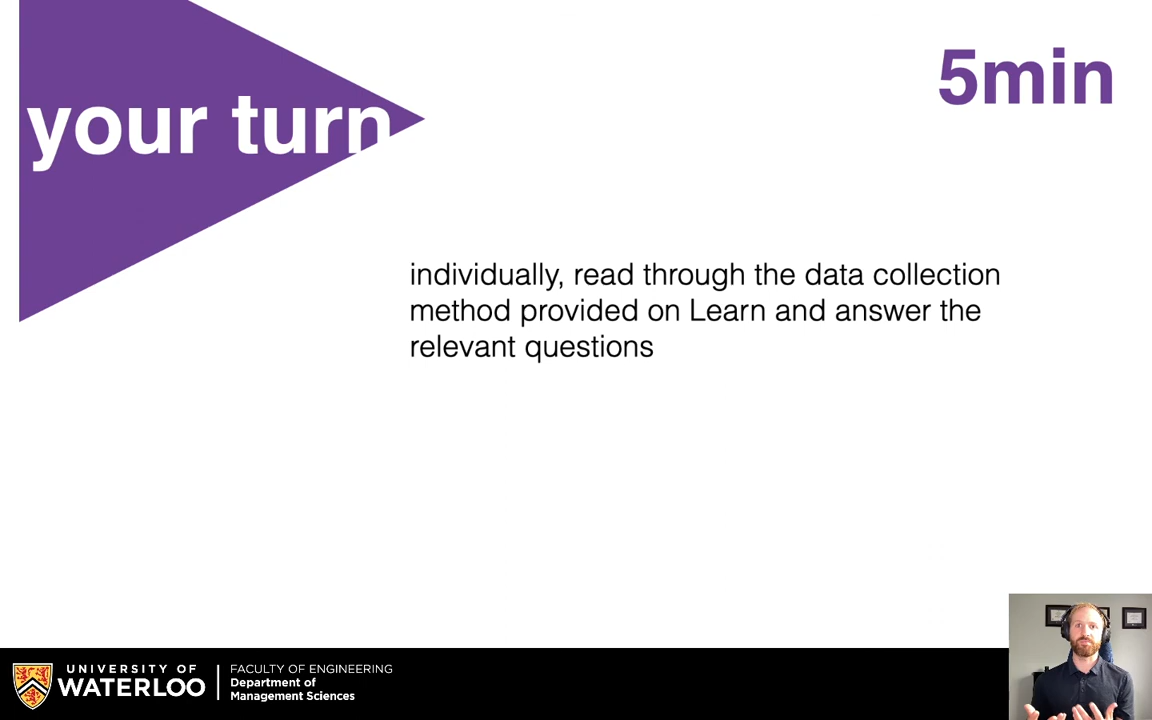 your turn
5min
individually, read through the data collection
method provided on Learn and answer the
relevant questions
UNIVERSITY OF
WATERLOO
FACULTY OF ENGINEERING
Department of
Management Sciences